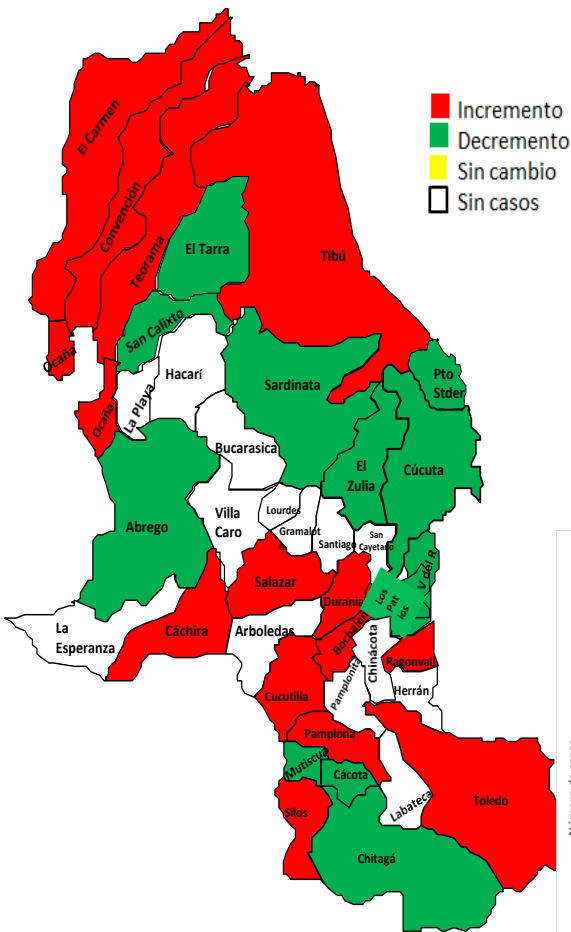 Incremento
Decremento
Sin cambio
Sin casos
El Carmen
Convención
Teorama
El Tarra
Tibú
San Calixto
Ocaña
Ocaña
La Playa
Hacarí
Sardinata
Pto
Stder
Bucarasica
El
Zulia
Cúcuta
Abrego
Villa
Caro
Lourdes
Gramalot
Santiago
San
Cayetano
V del R
Los
Pat
ios
Salazar
Durania
La
Esperanza
Cáchira
Arboledas
Bochalem
Chinácota
Ragonvali
Pamplonita
Herrán
Cucutilla
Pamplona
Mutiscua
Cácota
Silos
Labateca
Toledo
Chitagá